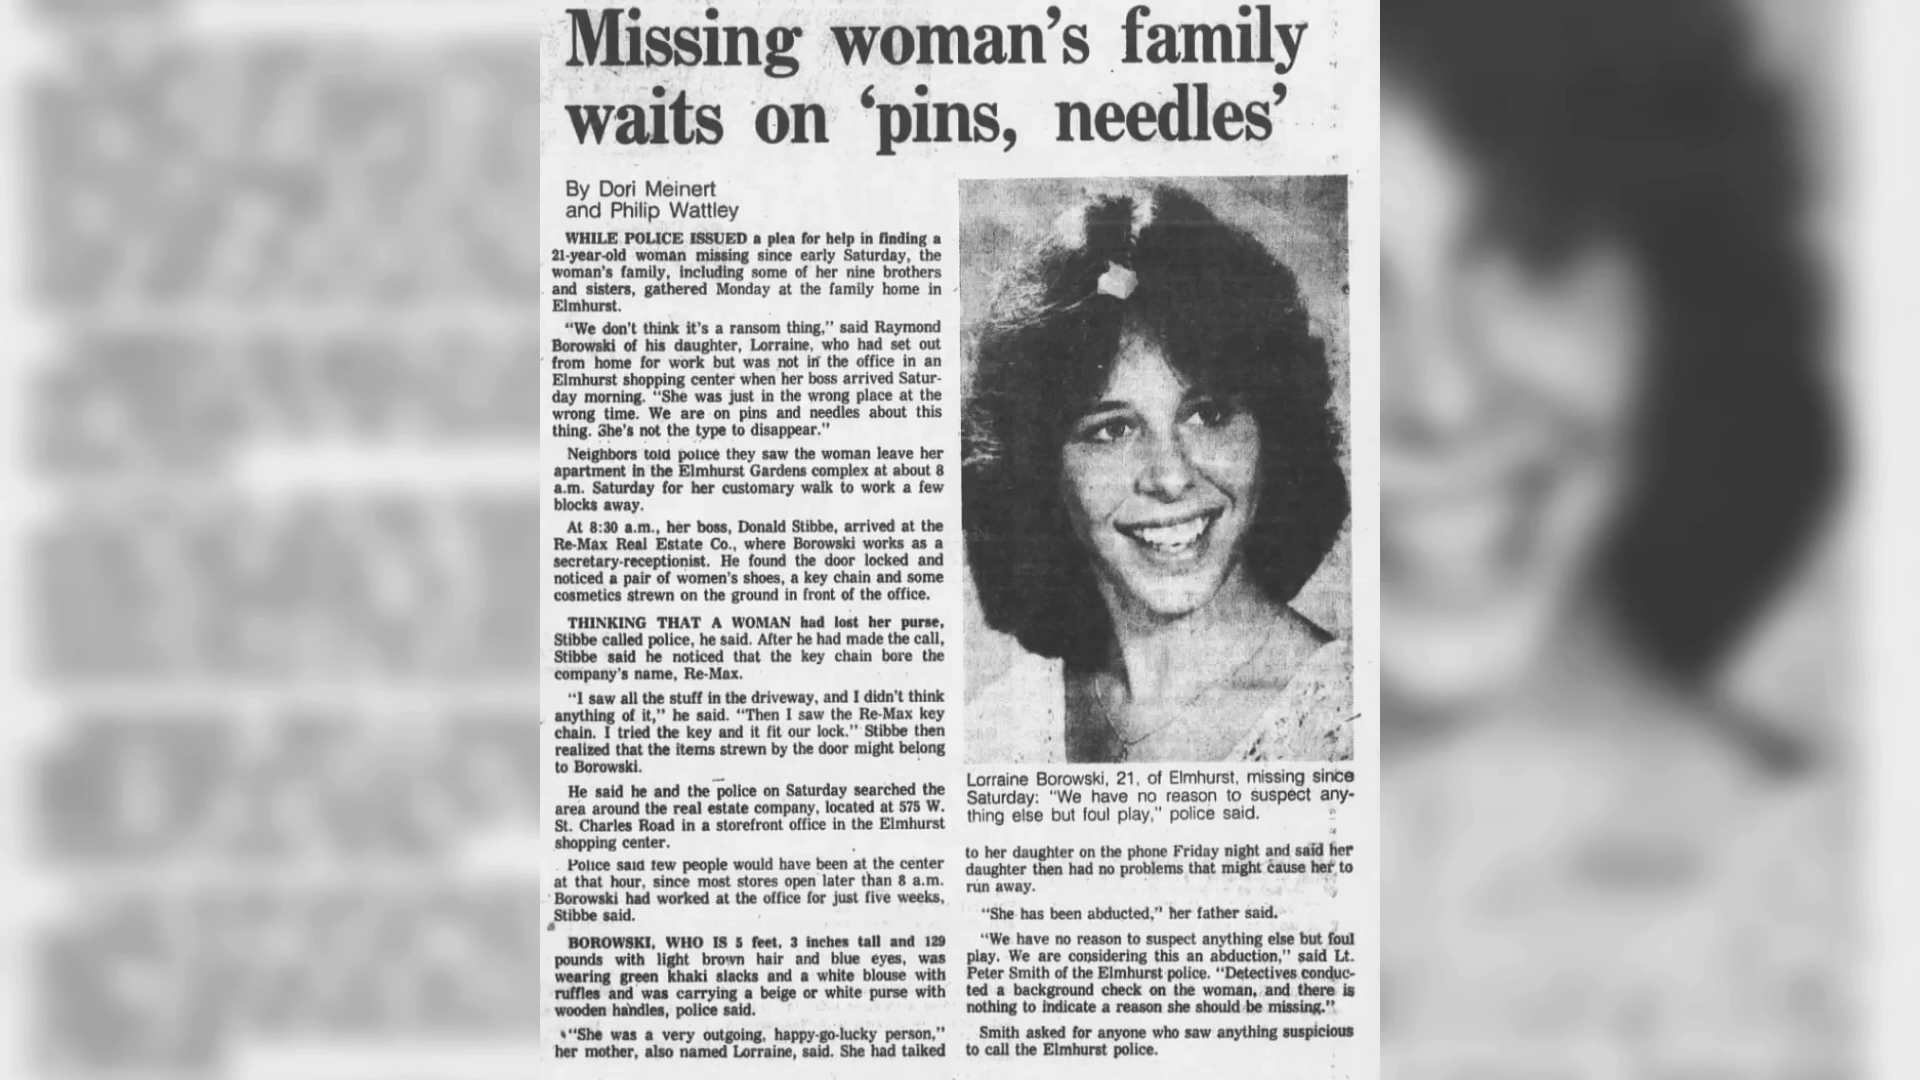 Missing woman's family
waits on 'pins, needles'
By Dori Meinert
and Philip Wattley
WHILE POLICE ISSUED a plea for help in finding a
21-year-old woman missing since early Saturday, the
woman's family, including some of her nine brothers
and sisters, gathered Monday at the family home in
Elmhurst.
"We don't think it's a ransom thing," said Raymond
Borowski of his daughter, Lorraine, who had set out
from home for work but was not in the office in an
Elmhurst shopping center when her boss arrived Satur-
day morning. "She was just in the wrong place at the
wrong time. We are on pins and needles about this
thing. She's not the type to disappear."
Neighbors told police they saw the woman leave her
apartment in the Elmhurst Gardens complex at about 8
a.m. Saturday for her customary walk to work a few
blocks away.
At 8:30 a.m., her boss, Donald Stibbe, arrived at the
Re-Max Real Estate Co., where Borowski works as a
secretary-receptionist. He found the door locked and
noticed a pair of women's shoes, a key chain and some
cosmetics strewn on the ground in front of the office.
THINKING THAT A WOMAN had lost her purse,
Stibbe called police, he said. After he had made the call,
Stibbe said he noticed that the key chain bore the
company's name, Re-Max.
"I saw all the stuff in the driveway, and I didn't think
anything of it," he said. "Then I saw the Re-Max key
chain. I tried the key and it fit our lock." Stibbe then
realized that the items strewn by the door might belong
to Borowski.
He said he and the police on Saturday searched the
area around the real estate company, located at 575 W.
St. Charles Road in a storefront office in the Elmhurst
shopping center.
Police said few people would have been at the center
at that hour, since most stores open later than 8 a.m.
Borowski had worked at the office for just five weeks,
Stibbe said.
BOROWSKI, WHO IS 5 feet, 3 inches tall and 129
pounds with light brown hair and blue eyes, was
wearing green khaki slacks and a white blouse with
ruffles and was carrying a beige or white purse with
wooden handles, police said.
"She was a very outgoing, happy-go-lucky person,"
her mother, also named Lorraine, said. She had talked
Lorraine Borowski, 21, of Elmhurst, missing since
Saturday: "We have no reason to suspect any-
thing else but foul play," police said.
to her daughter on the phone Friday night and said her
daughter then had no problems that might cause her to
run away.
"She has been abducted," her father said.
"We have no reason to suspect anything else but foul
play. We are considering this an abduction," said Lt.
Peter Smith of the Elmhurst police. "Detectives conduc-
ted a background check on the woman, and there is
nothing to indicate a reason she should be missing."
Smith asked for anyone who saw anything suspicious
to call the Elmhurst police.